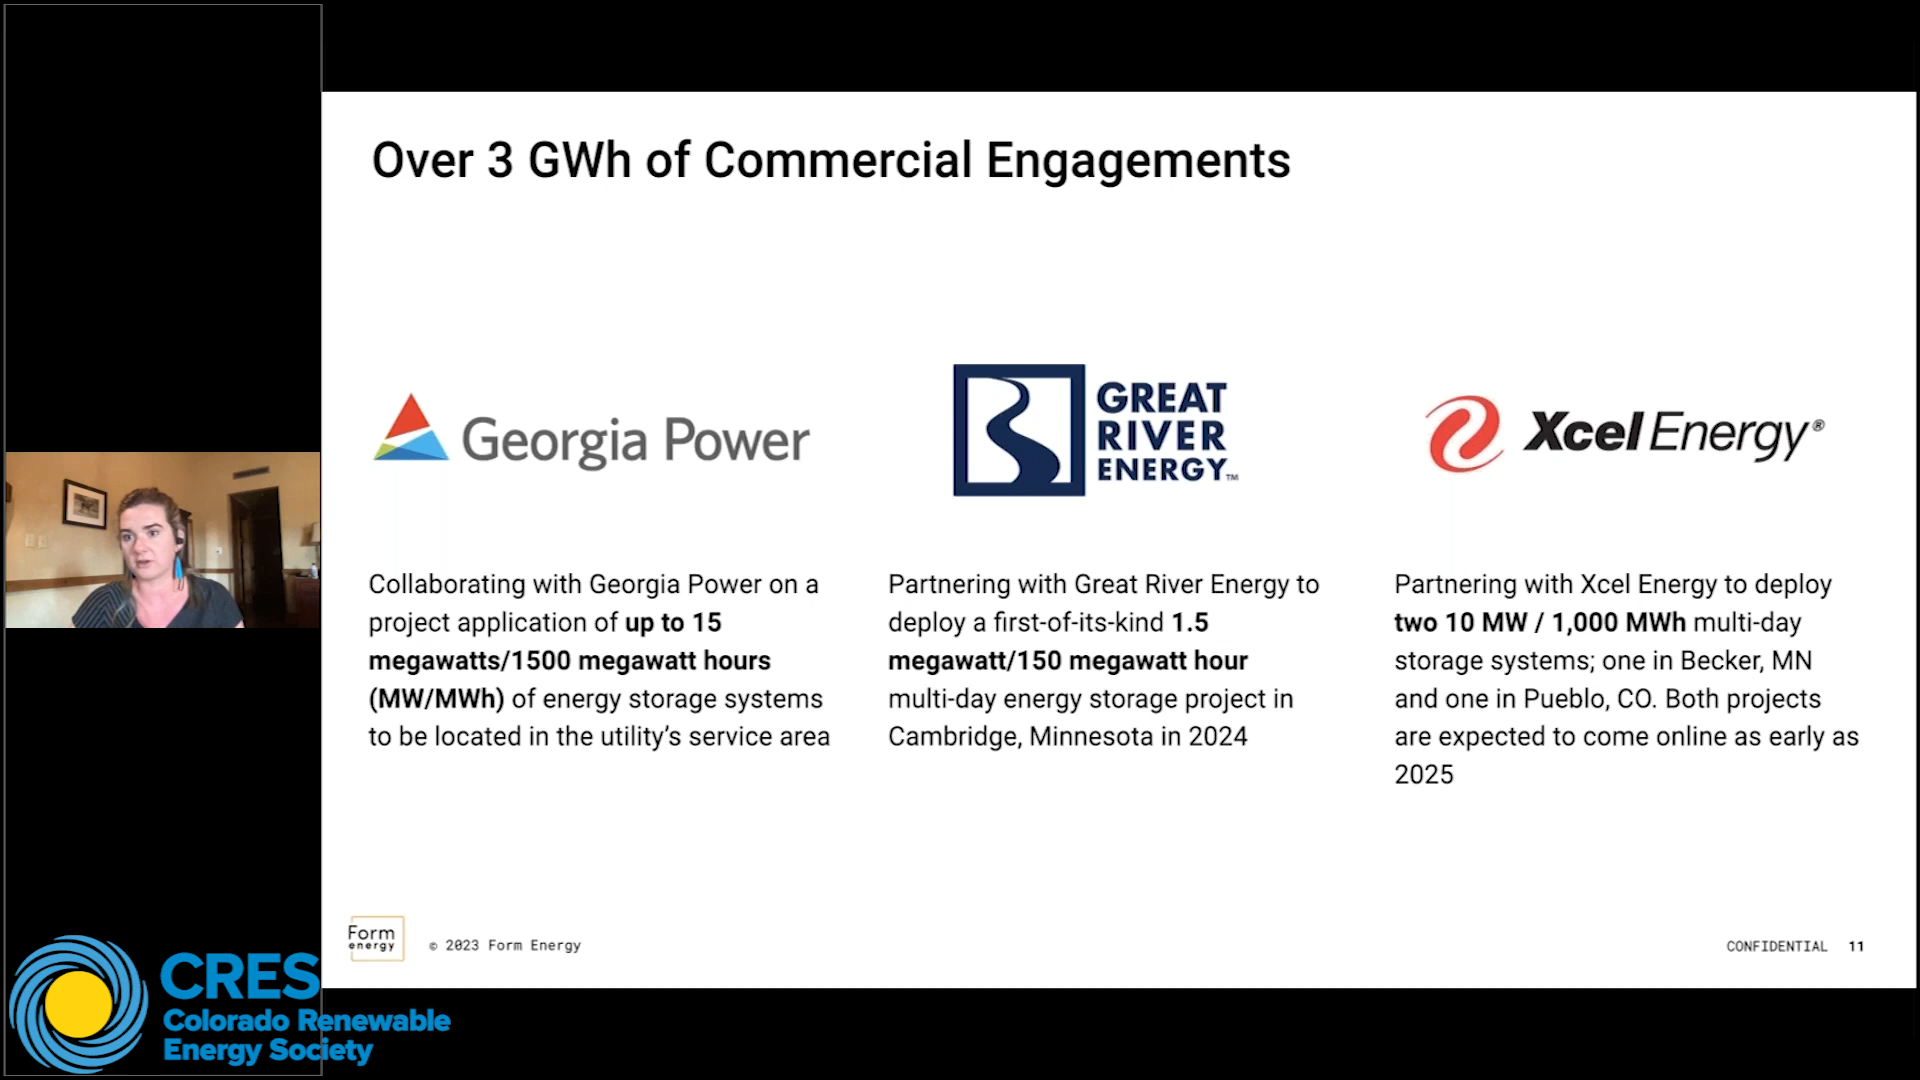 Over 3 GWh of Commercial Engagements
Georgia Power
GREAT
RIVER
ENERGY™
Xcel Energy®
Collaborating with Georgia Power on a
project application of up to 15
megawatts/1500 megawatt hours
(MW/MWh) of energy storage systems
to be located in the utility’s service area
Partnering with Great River Energy to
deploy a first-of-its-kind 1.5
megawatt/150 megawatt hour
multi-day energy storage project in
Cambridge, Minnesota in 2024
Partnering with Xcel Energy to deploy
two 10 MW / 1,000 MWh multi-day
storage systems; one in Becker, MN
and one in Pueblo, CO. Both projects
are expected to come online as early as
2025
Form
energy
© 2023 Form Energy
CONFIDENTIAL 11
CRES
Colorado Renewable
Energy Society